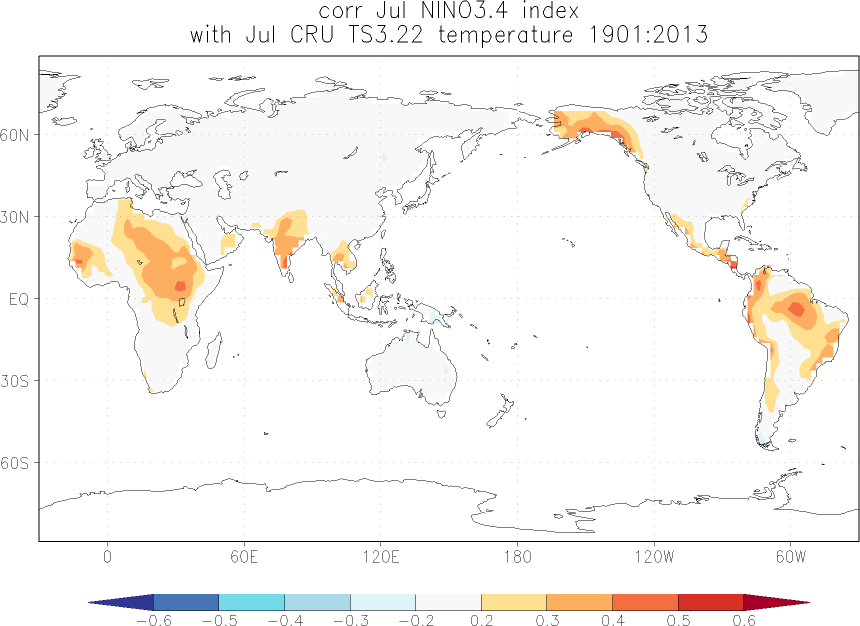 corr Jul NINO3.4 index
with Jul CRU TS3.22 temperature 1901:2013
60N
30N
EQ
30S
60S
0 60E 120E 180 120W 60W
−0.6 −0.5 −0.4 −0.3 −0.2 0.2 0.3 0.4 0.5 0.6